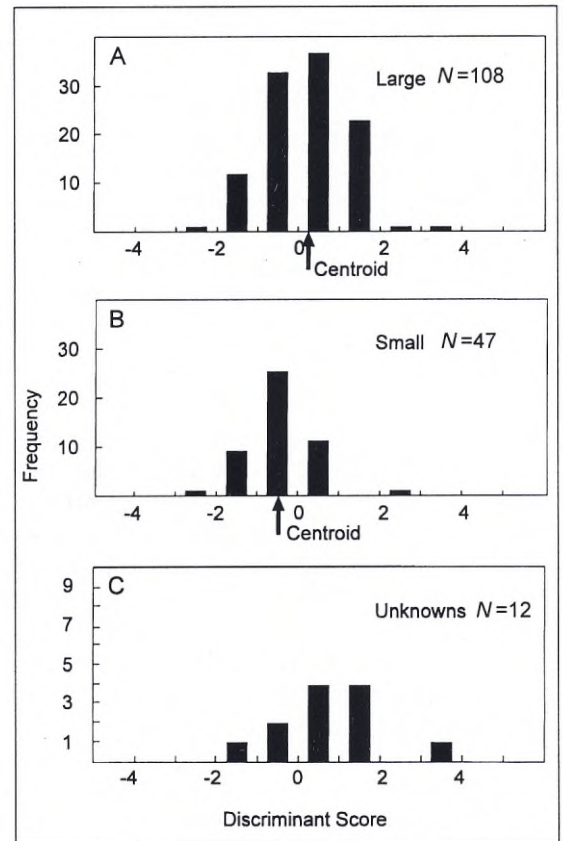 A
Large N=108
30
20
10
-4 -2 0 2 4
Centroid
B
Small N=47
30
20
10
-4 -2 0 2 4
Centroid
Frequency
C
Unknowns N=12
9
7
5
3
1
-4 -2 0 2 4
Discriminant Score